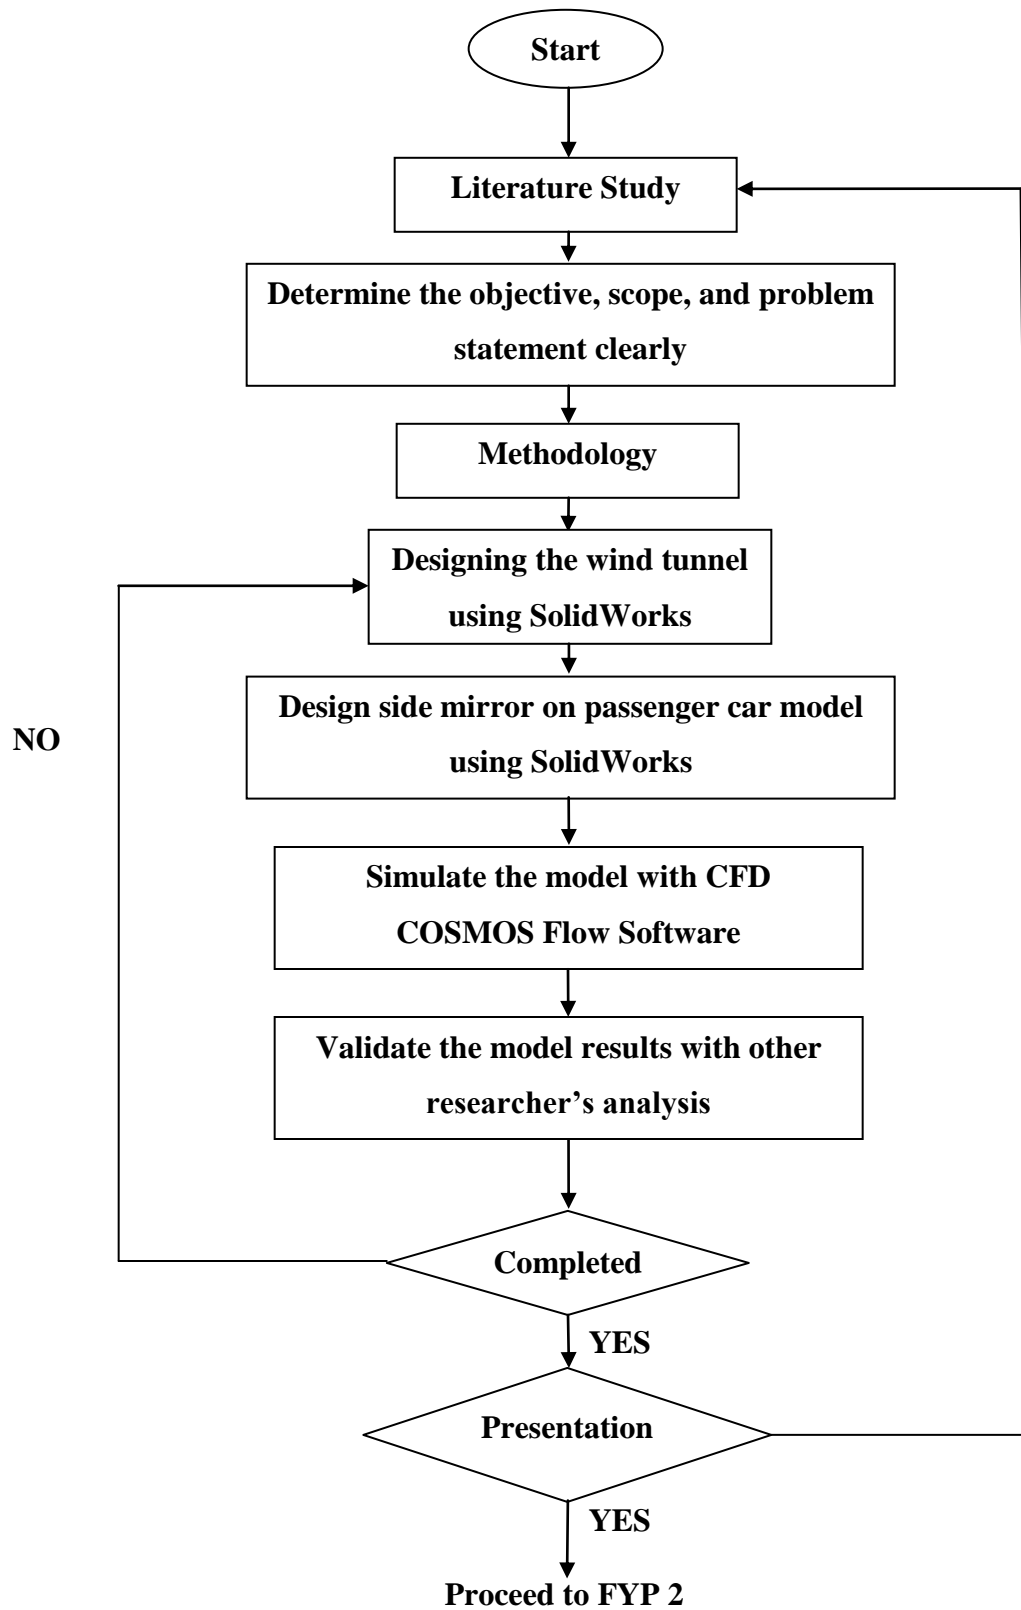 Start
Literature Study
Determine the objective, scope, and problem
statement clearly
Methodology
Designing the wind tunnel
using SolidWorks
Design side mirror on passenger car model
using SolidWorks
NO
Simulate the model with CFD
COSMOS Flow Software
Validate the model results with other
researcher’s analysis
Completed
YES
Presentation
YES
Proceed to FYP 2